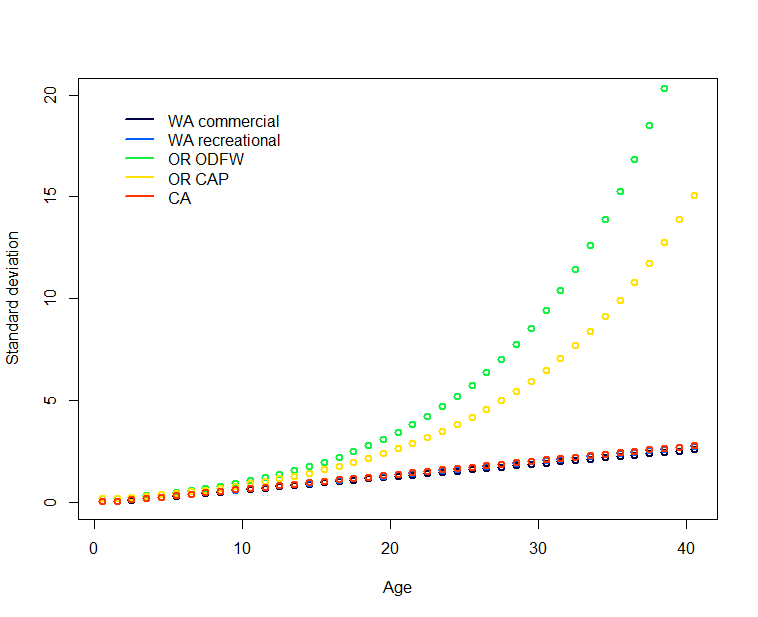 WA commercial
WA recreational
OR ODFW
OR CAP
CA
20
15
10
5
0
Standard deviation
0 10 20 30 40
Age